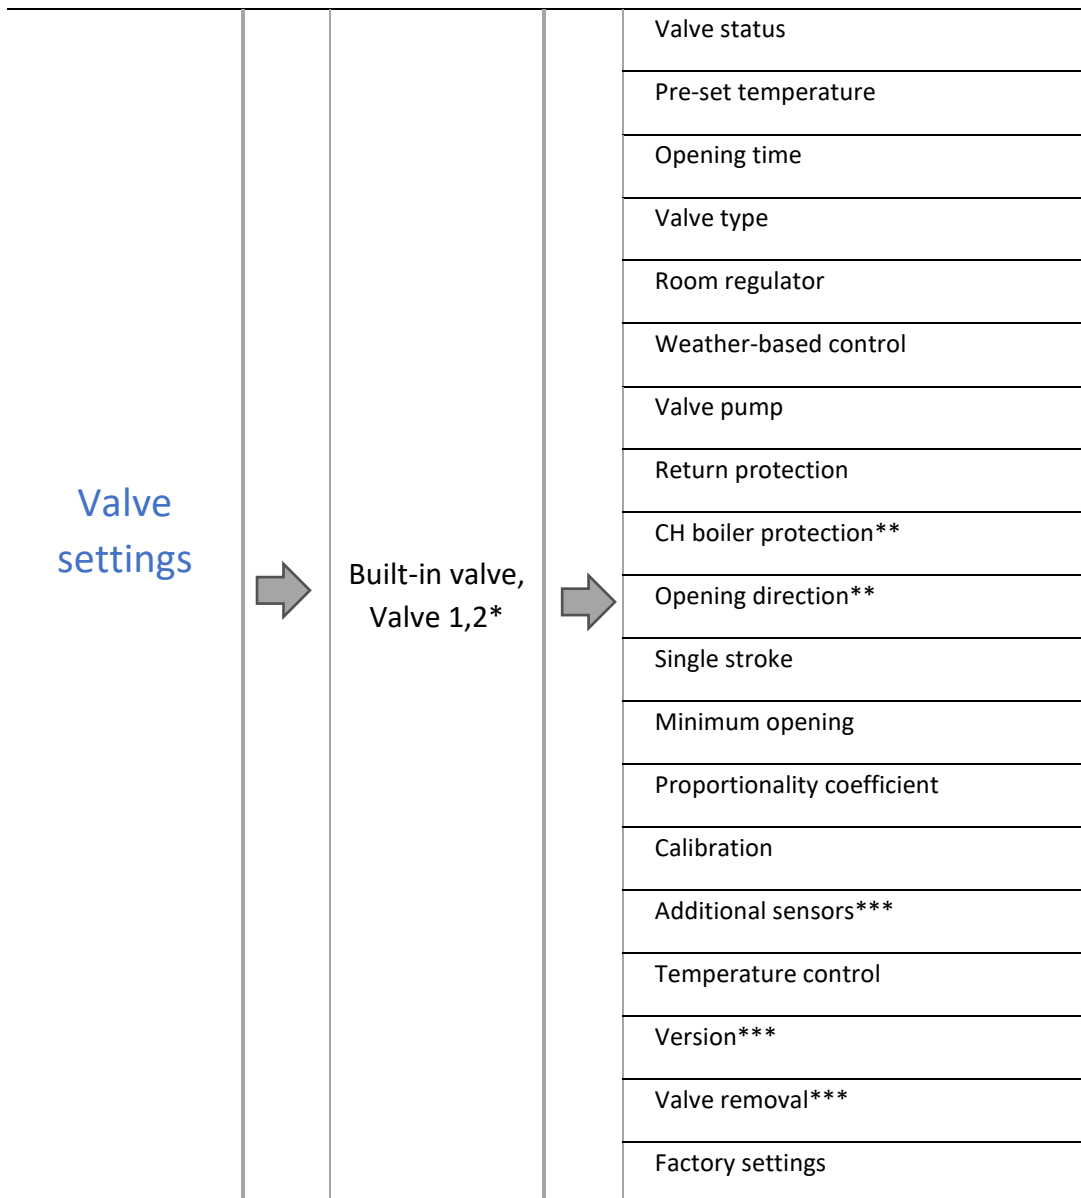 Valve
settings
Built-in valve,
Valve 1,2*
Valve status
Pre-set temperature
Opening time
Valve type
Room regulator
Weather-based control
Valve pump
Return protection
CH boiler protection**
Opening direction**
Single stroke
Minimum opening
Proportionality coefficient
Calibration
Additional sensors***
Temperature control
Version***
Valve removal***
Factory settings